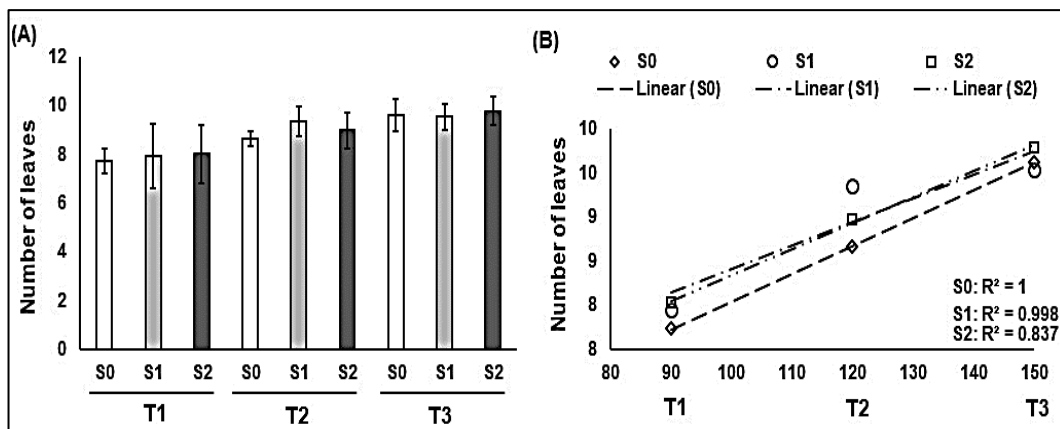 (A)
Number of leaves
12
10
8
6
4
2
0
S0 S1 S2 S0 S1 S2 S0 S1 S2
T1 T2 T3
(B)
S0 S1 S2
Linear (S0) Linear (S1) Linear (S2)
Number of leaves
10
10
9
9
8
8
S0: R² = 1
S1: R² = 0.998
S2: R² = 0.837
80 90 100 110 120 130 140 150
T1 T2 T3